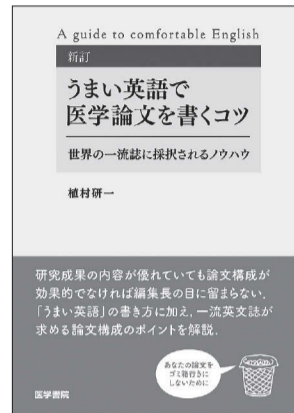 A guide to comfortable English
新訂
うまい英語で
医学論文を書くコツ
世界の一流誌に採択されるノウハウ
植村研一
研究成果の内容が優れていても論文構成が
効果的でなければ編集長の目に留まらない.
「うまい英語」の書き方に加え,一流英文誌が
求める論文構成のポイントを解説.
あなたの論文を
ゴミ箱行きに
しないために
医学書院